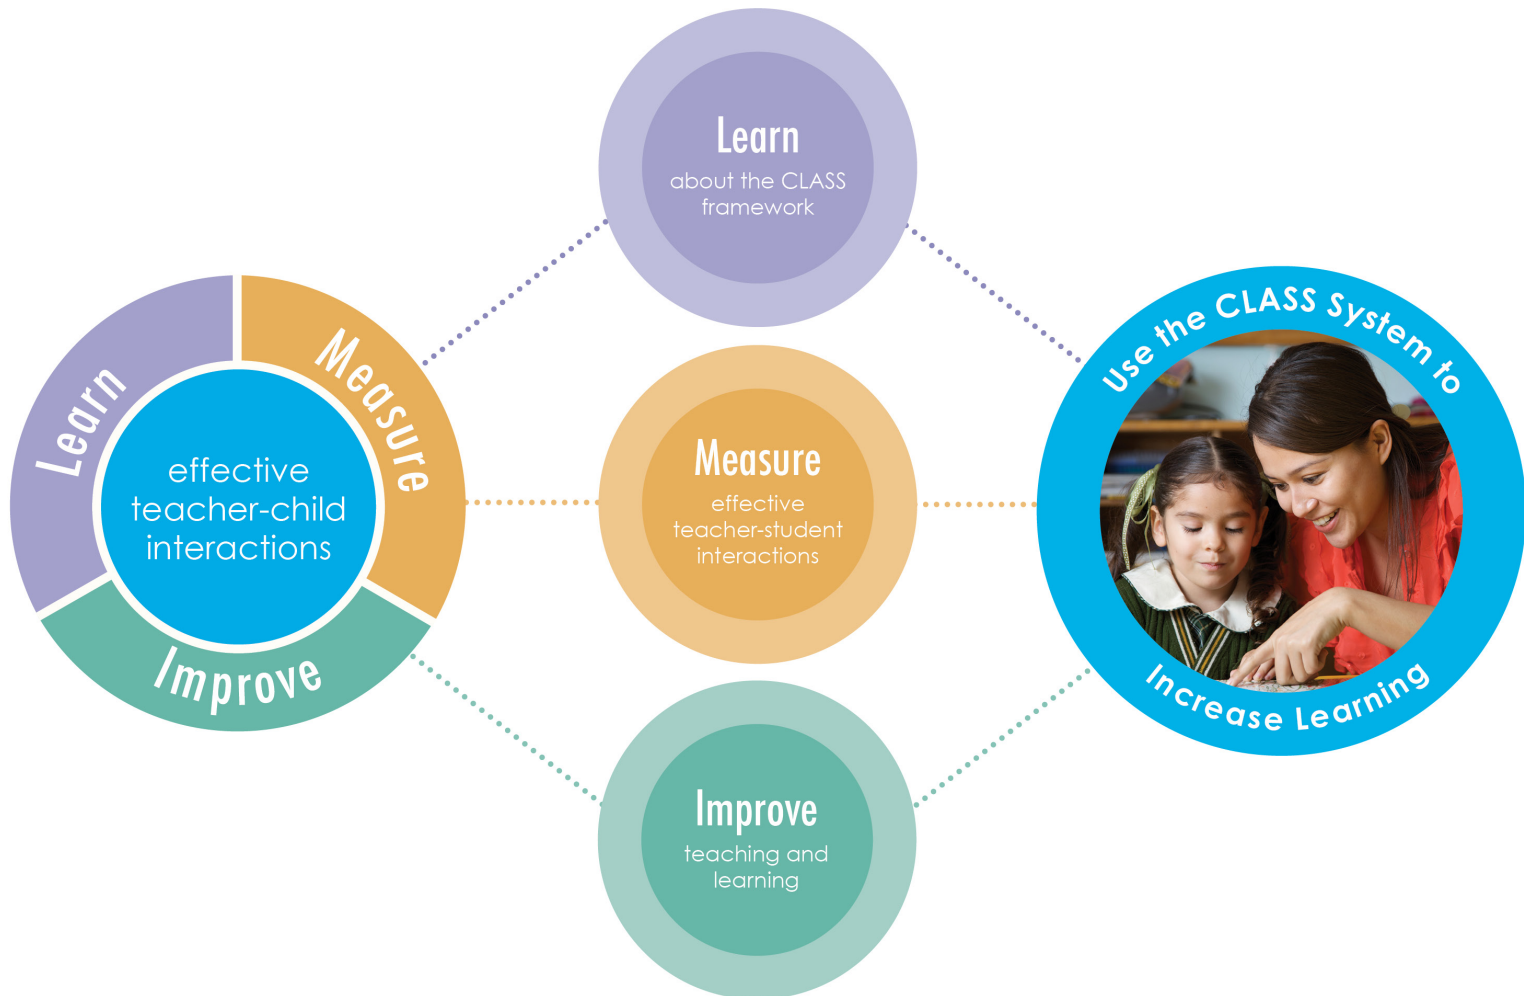 Learn
Measure
Improve
effective
teacher-child
interactions
Learn
about the CLASS
framework
Measure
effective
teacher-student
interactions
Improve
teaching and
learning
Use the CLASS System to
Increase Learning